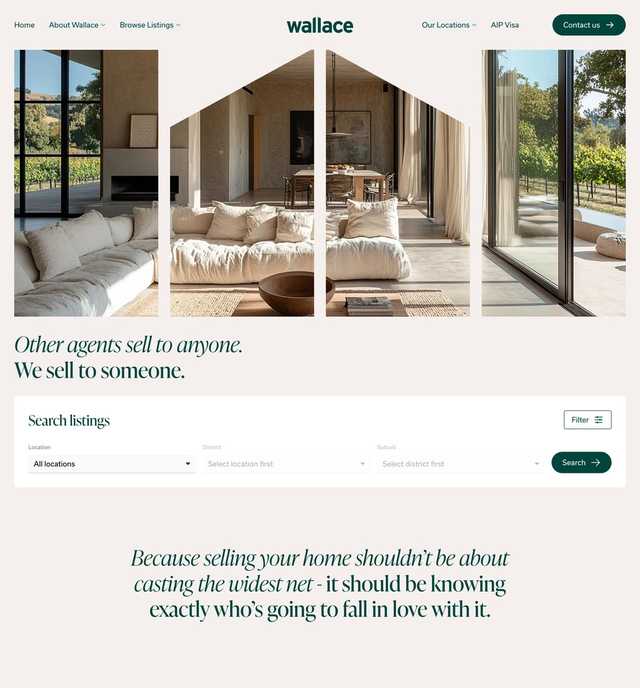 Home
About Wallace
Browse Listings
wallace
Our Locations
AIP Visa
Contact us
Other agents sell to anyone.
We sell to someone.
Search listings
Filter
Location
District
Suburb
All locations
Select location first
Select district first
Search
Because selling your home shouldn't be about
casting the widest net - it should be knowing
exactly who's going to fall in love with it.